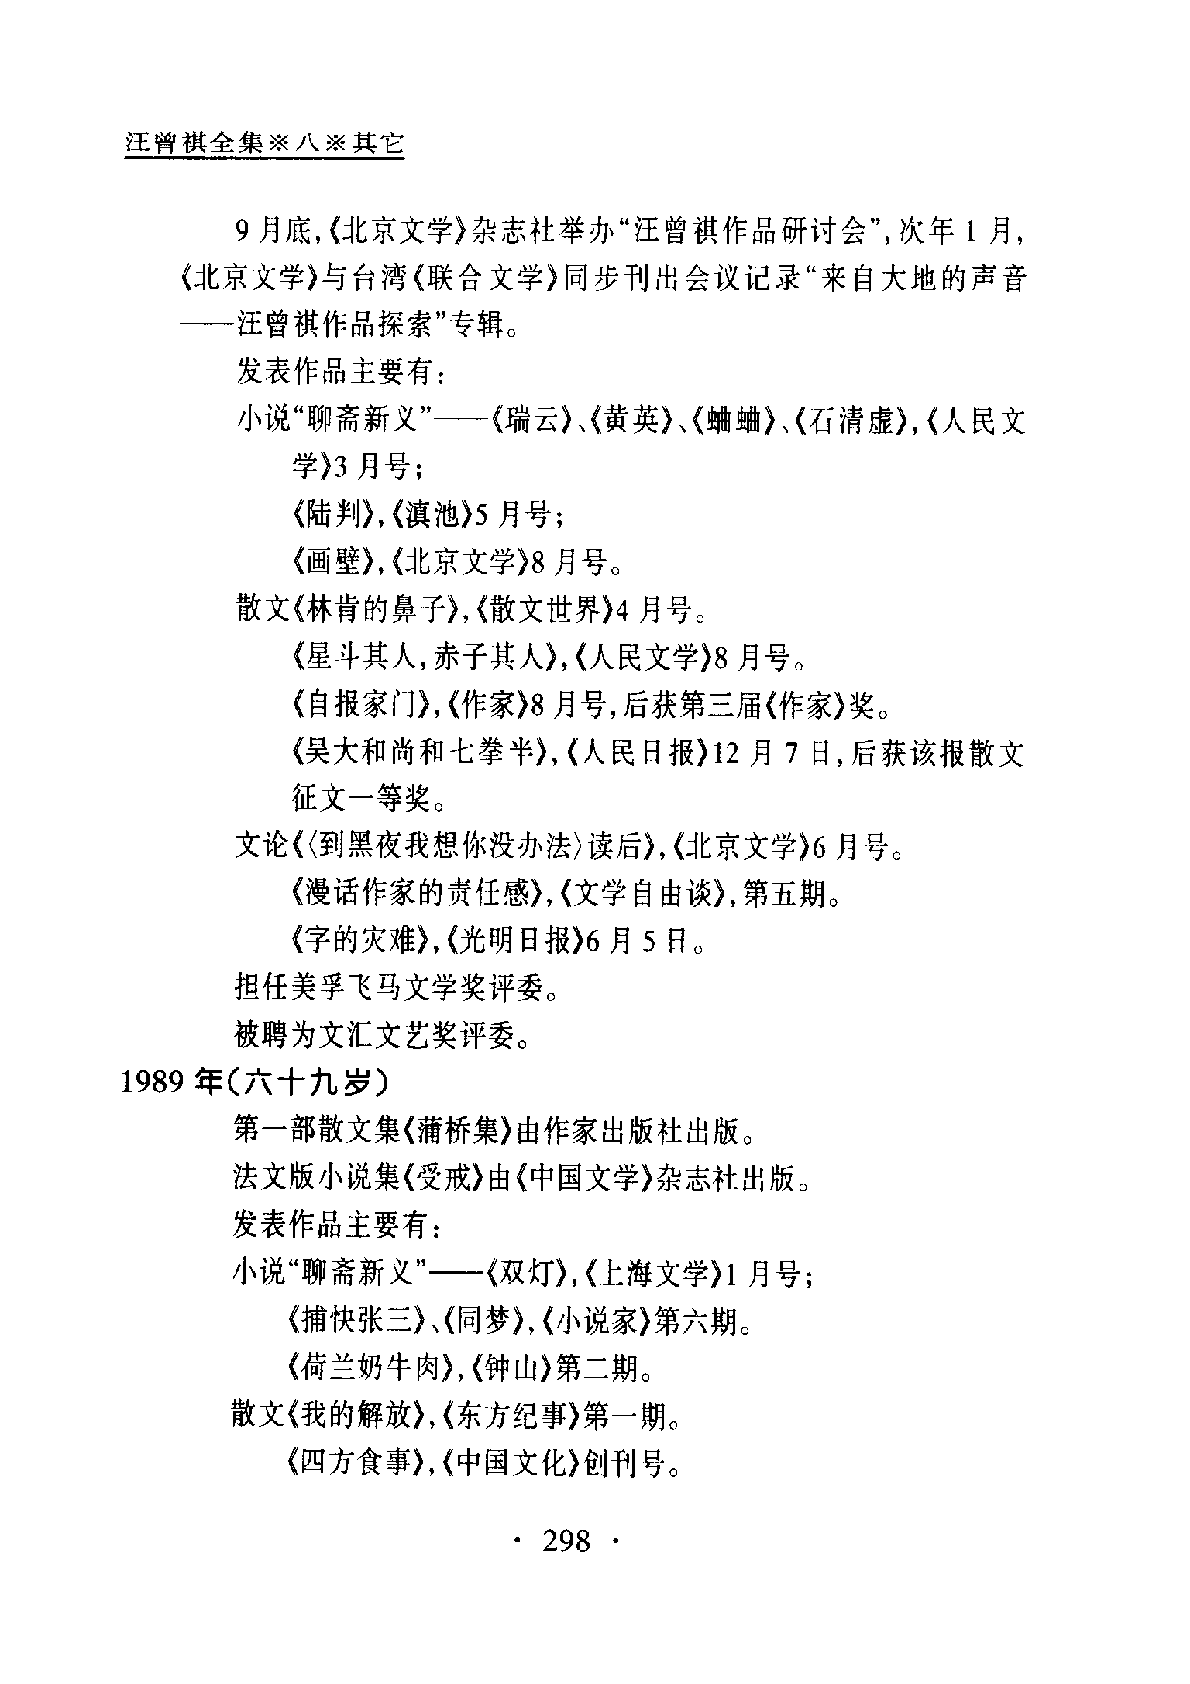 汪曾祺全集※八※其它
9月底,《北京文学》杂志社举办“汪曾祺作品研讨会”,次年1月,
《北京文学》与台湾《联合文学》同步刊出会议记录“来自大地的声音
——汪曾祺作品探索”专辑。
发表作品主要有:
小说“聊斋新义”——《瑞云》、《黄英》、《蛐蛐》、《石清虚》,《人民文
学》3月号;
《陆判》,《滇池》5月号;
《画壁》,《北京文学》8月号。
散文《林肯的鼻子》,《散文世界》4月号。
《星斗其人,赤子其人》,《人民文学》8月号。
《自报家门》,《作家》8月号,后获第三届《作家》奖。
《吴大和尚和七拳半》,《人民日报》12月7日,后获该报散文
征文一等奖。
文论《〈到黑夜我想你没办法〉读后》,《北京文学》6月号。
《漫话作家的责任感》,《文学自由谈》,第五期。
《字的灾难》,《光明日报》6月5日。
担任美孚飞马文学奖评委。
被聘为文汇文艺奖评委。
1989年(六十九岁)
第一部散文集《蒲桥集》由作家出版社出版。
法文版小说集《受戒》由《中国文学》杂志社出版。
发表作品主要有:
小说“聊斋新义”——《双灯》,《上海文学》1月号;
《捕快张三》、《同梦》,《小说家》第六期。
《荷兰奶牛肉》,《钟山》第二期。
散文《我的解放》,《东方纪事》第一期。
《四方食事》,《中国文化》创刊号。
· 298 ·